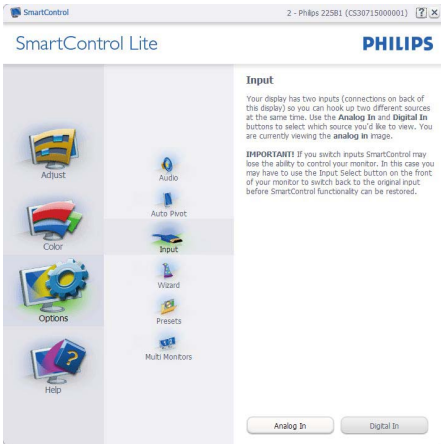 SmartControl
2 - Philips 225B1 (CS30715000001)
SmartControl Lite
PHILIPS
Adjust
Color
Options
Help
Audio
Auto Pivot
Input
Wizard
Presets
Multi Monitors
Input
Your display has two inputs (connections on back of
this display) so you can hook up two different sources
at the same time. Use the Analog In and Digital In
buttons to select which source you'd like to view. You
are currently viewing the analog in image.
IMPORTANT! If you switch inputs SmartControl may
lose the ability to control your monitor. In this case you
may have to use the Input Select button on the front
of your monitor to switch back to the original input
before SmartControl functionality can be restored.
Analog In
Digital In